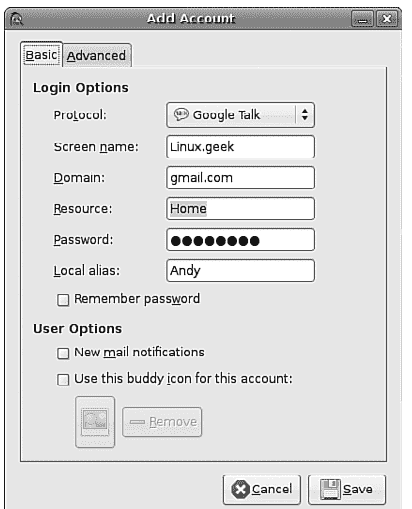 Add Account
Basic Advanced
Login Options
Protocol: Google Talk
Screen name: Linux.geek
Domain: gmail.com
Resource: Home
Password: ●●●●●●●●
Local alias: Andy
Remember password
User Options
New mail notifications
Use this buddy icon for this account:
Remove
Cancel Save